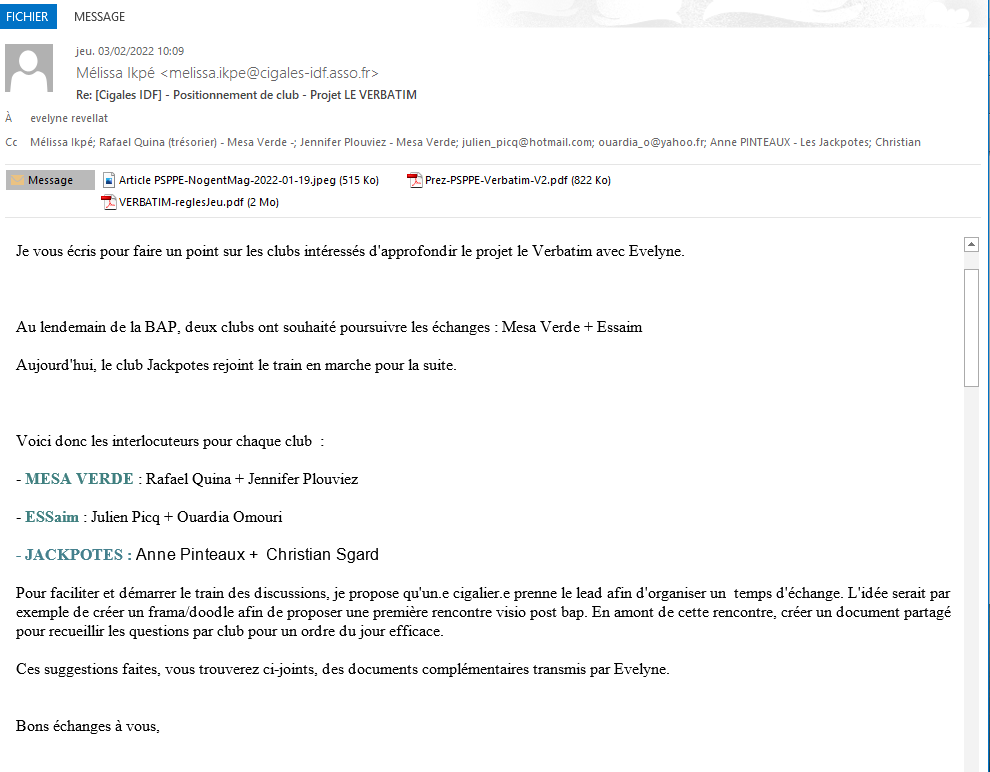 FICHIER MESSAGE
jeu. 03/02/2022 10:09
Mélissa Ikpé <melissa.ikpe@cigales-idf.asso.fr>
Re: [Cigales IDF] - Positionnement de club - Projet LE VERBATIM
À evelyne revellat
Cc Mélissa Ikpé; Rafael Quina (trésorier) - Mesa Verde -; Jennifer Plouviez - Mesa Verde; julien_picq@hotmail.com; ouardia_o@yahoo.fr; Anne PINTEAUX - Les Jackpotes; Christian
Message Article PSPPE-NogentMag-2022-01-19.jpeg (515 Ko) Prez-PSPPE-Verbatim-V2.pdf (822 Ko)
VERBATIM-reglesJeu.pdf (2 Mo)
Je vous écris pour faire un point sur les clubs intéressés d'approfondir le projet le Verbatim avec Evelyne.
Au lendemain de la BAP, deux clubs ont souhaité poursuivre les échanges : Mesa Verde + Essaim
Aujourd'hui, le club Jackpotes rejoint le train en marche pour la suite.
Voici donc les interlocuteurs pour chaque club :
- MESA VERDE : Rafael Quina + Jennifer Plouviez
- ESSaim : Julien Picq + Ouardia Omouri
- JACKPOTES : Anne Pinteaux + Christian Sgard
Pour faciliter et démarrer le train des discussions, je propose qu'un.e cigalier.e prenne le lead afin d'organiser un temps d'échange. L'idée serait par
exemple de créer un frama/doodle afin de proposer une première rencontre visio post bap. En amont de cette rencontre, créer un document partagé
pour recueillir les questions par club pour un ordre du jour efficace.
Ces suggestions faites, vous trouverez ci-joints, des documents complémentaires transmis par Evelyne.
Bons échanges à vous,